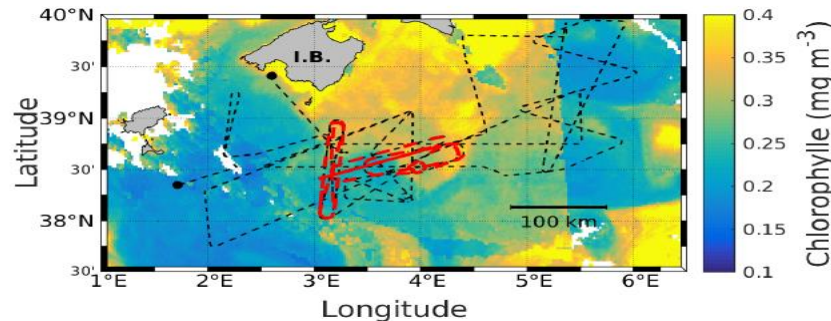 40°N
30'
39°N
30'
38°N
30'
Latitude
I.B.
100 km
1°E 2°E 3°E 4°E 5°E 6°E
Longitude
0.4
0.35
0.3
0.25
0.2
0.15
0.1
Chlorophylle (mg m⁻³)